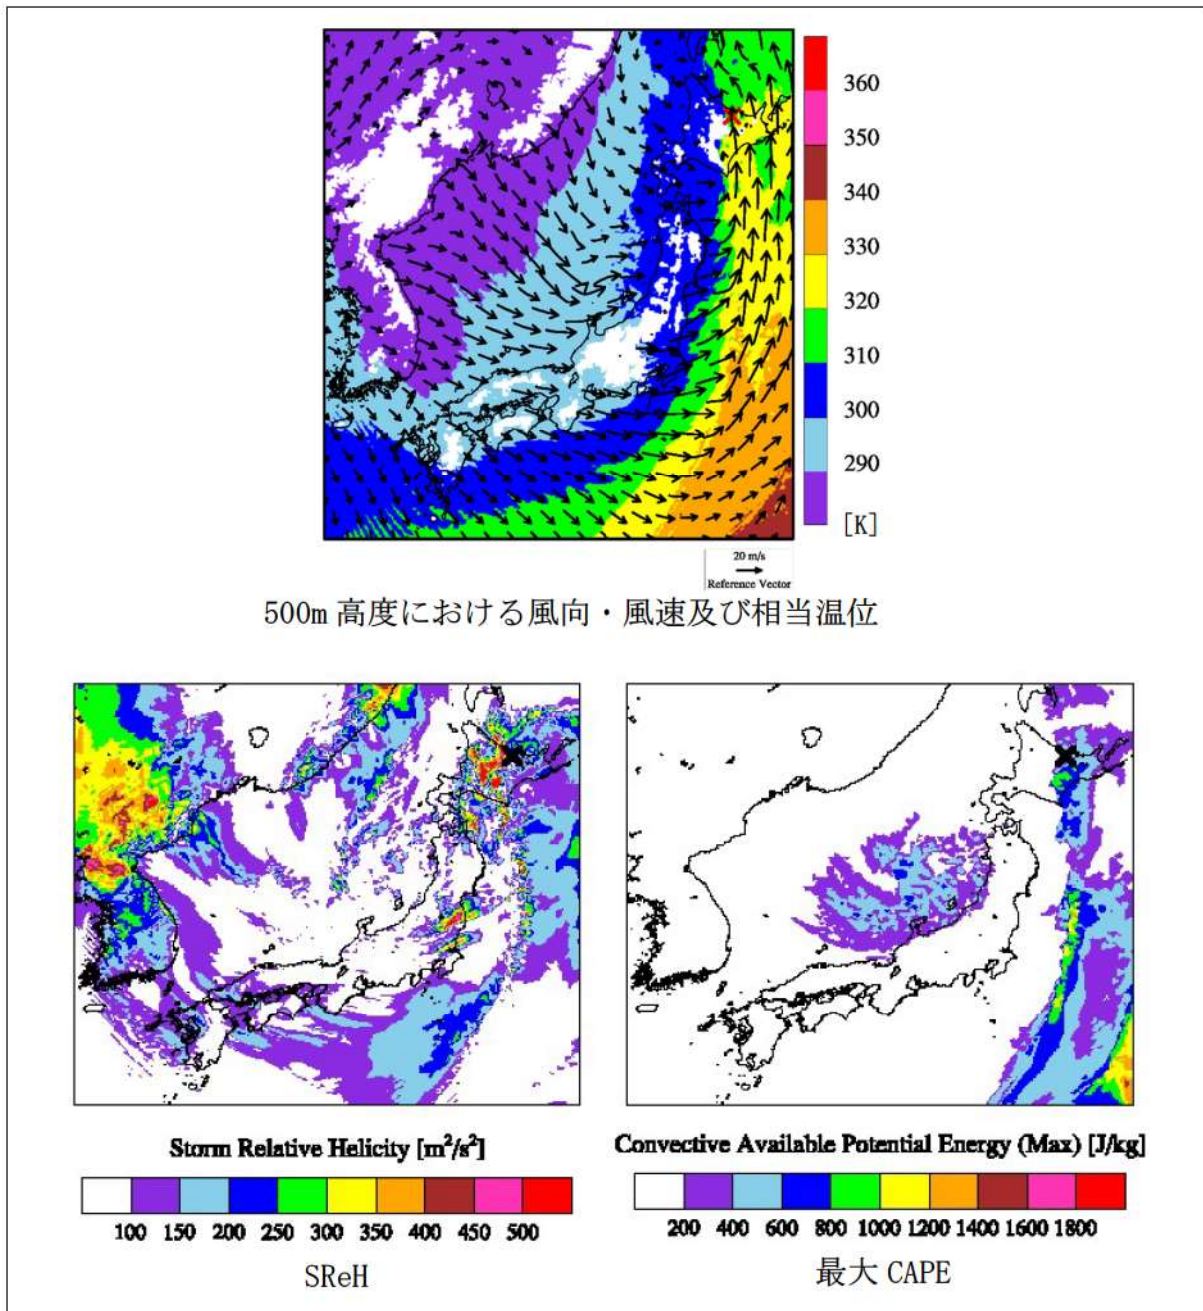 360
350
340
330
320
310
300
290
[K]
20 m/s
Reference Vector
500m 高度における風向・風速及び相当温位
Storm Relative Helicity [m²/s²]
100 150 200 250 300 350 400 450 500
SReH
Convective Available Potential Energy (Max) [J/kg]
200 400 600 800 1000 1200 1400 1600 1800
最大 CAPE